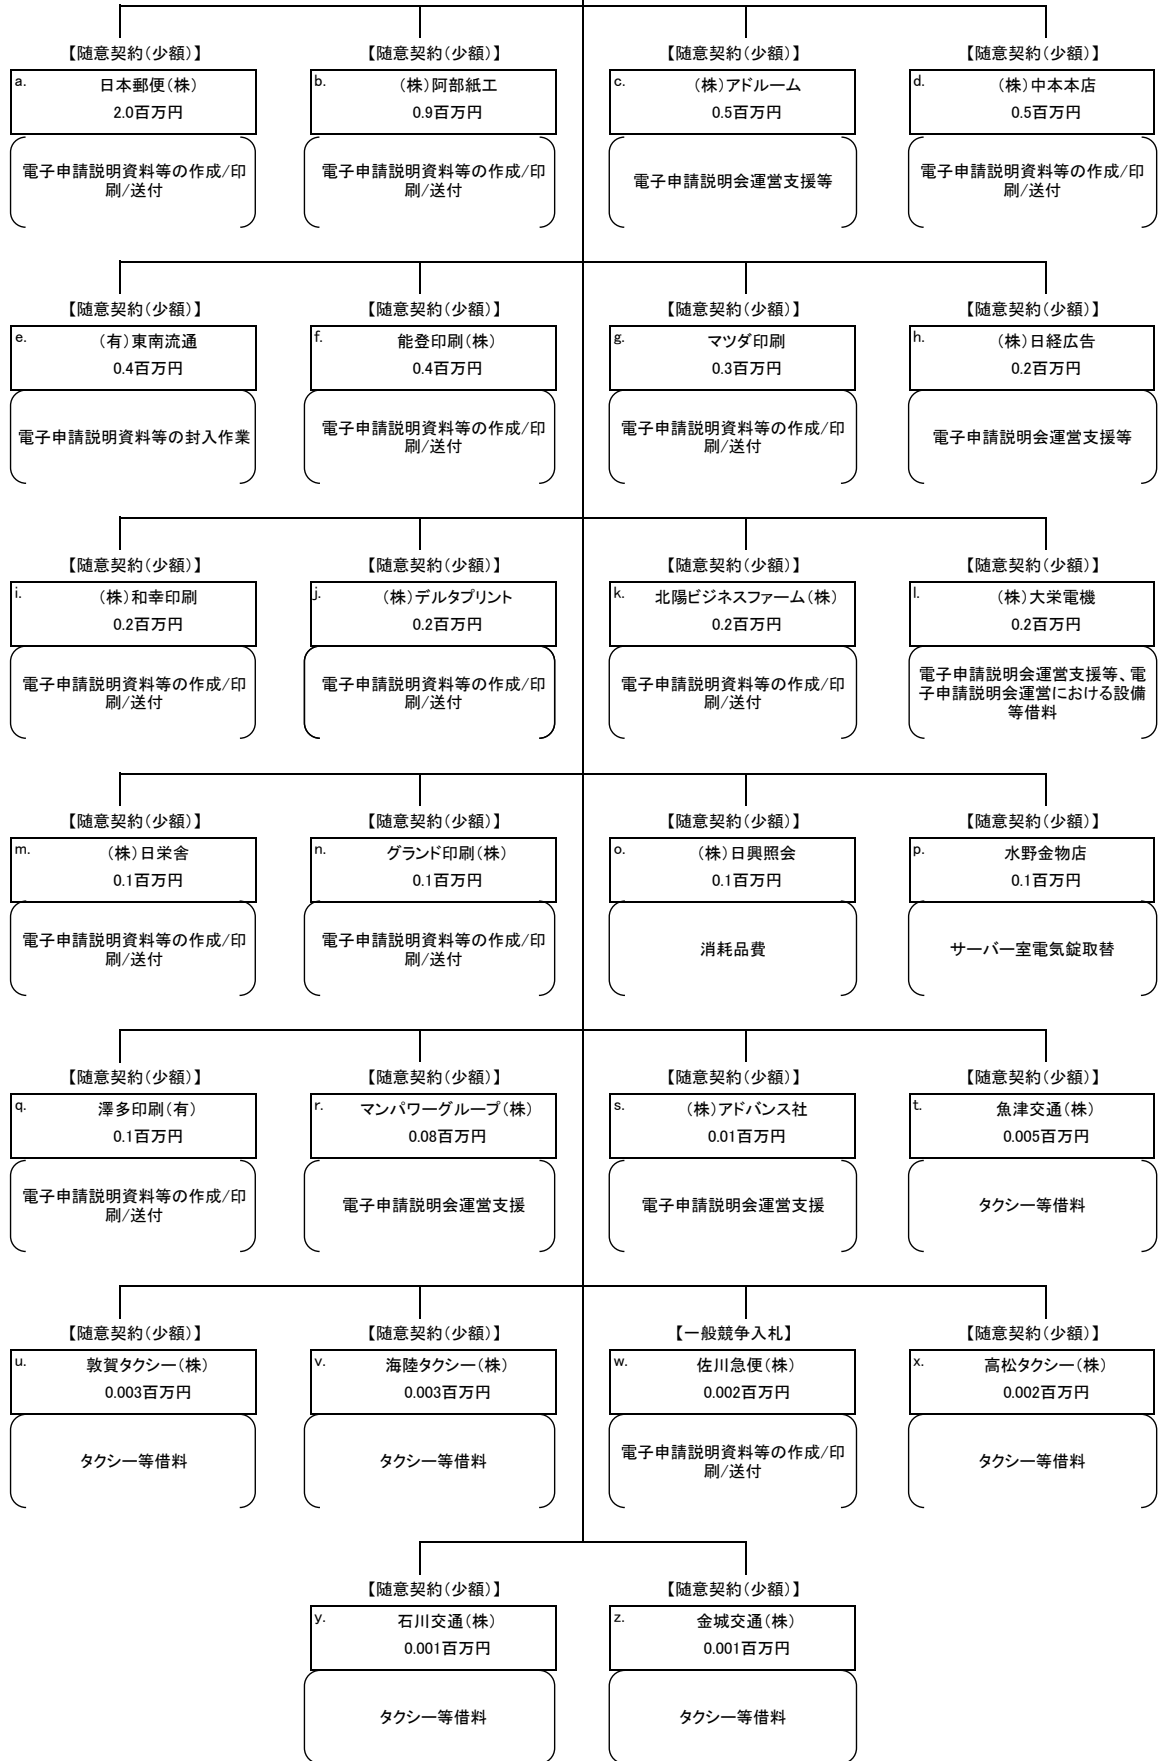 【随意契約(少額)】
【随意契約(少額)】
【随意契約(少額)】
【随意契約(少額)】
a. 日本郵便(株)
2.0百万円
b. (株)阿部紙工
0.9百万円
c. (株)アドルーム
0.5百万円
d. (株)中本本店
0.5百万円
電子申請説明資料等の作成/印
刷/送付
電子申請説明資料等の作成/印
刷/送付
電子申請説明会運営支援等
電子申請説明資料等の作成/印
刷/送付
【随意契約(少額)】
【随意契約(少額)】
【随意契約(少額)】
【随意契約(少額)】
e. (有)東南流通
0.4百万円
f. 能登印刷(株)
0.4百万円
g. マツダ印刷
0.3百万円
h. (株)日経広告
0.2百万円
電子申請説明資料等の封入作業
電子申請説明資料等の作成/印
刷/送付
電子申請説明資料等の作成/印
刷/送付
電子申請説明会運営支援等
【随意契約(少額)】
【随意契約(少額)】
【随意契約(少額)】
【随意契約(少額)】
i. (株)和幸印刷
0.2百万円
j. (株)デルタプリント
0.2百万円
k. 北陽ビジネスファーム(株)
0.2百万円
l. (株)大栄電機
0.2百万円
電子申請説明資料等の作成/印
刷/送付
電子申請説明資料等の作成/印
刷/送付
電子申請説明資料等の作成/印
刷/送付
電子申請説明会運営支援等、電
子申請説明会運営における設備
等借料
【随意契約(少額)】
【随意契約(少額)】
【随意契約(少額)】
【随意契約(少額)】
m. (株)日栄舎
0.1百万円
n. グランド印刷(株)
0.1百万円
o. (株)日興照会
0.1百万円
p. 水野金物店
0.1百万円
電子申請説明資料等の作成/印
刷/送付
電子申請説明資料等の作成/印
刷/送付
消耗品費
サーバー室電気錠取替
【随意契約(少額)】
【随意契約(少額)】
【随意契約(少額)】
【随意契約(少額)】
q. 澤多印刷(有)
0.1百万円
r. マンパワーグループ(株)
0.08百万円
s. (株)アドバンス社
0.01百万円
t. 魚津交通(株)
0.005百万円
電子申請説明資料等の作成/印
刷/送付
電子申請説明会運営支援
電子申請説明会運営支援
タクシー等借料
【随意契約(少額)】
【随意契約(少額)】
【一般競争入札】
【随意契約(少額)】
u. 敦賀タクシー(株)
0.003百万円
v. 海陸タクシー(株)
0.003百万円
w. 佐川急便(株)
0.002百万円
x. 高松タクシー(株)
0.002百万円
タクシー等借料
タクシー等借料
電子申請説明資料等の作成/印
刷/送付
タクシー等借料
【随意契約(少額)】
【随意契約(少額)】
y. 石川交通(株)
0.001百万円
z. 金城交通(株)
0.001百万円
タクシー等借料
タクシー等借料